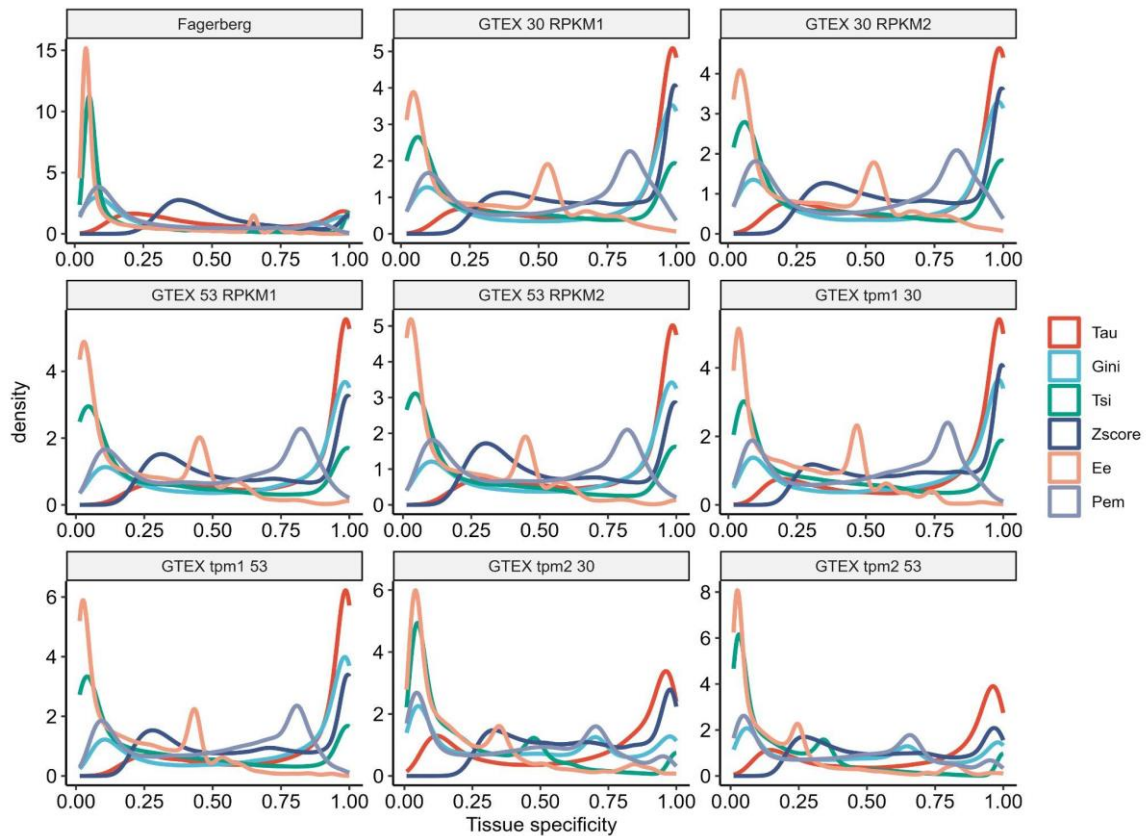 Fagerberg
GTEX 30 RPKM1
GTEX 30 RPKM2
15
10
5
0
0.00 0.25 0.50 0.75 1.00
5
4
3
2
1
0
0.00 0.25 0.50 0.75 1.00
4
3
2
1
0
0.00 0.25 0.50 0.75 1.00
GTEX 53 RPKM1
GTEX 53 RPKM2
GTEX tpm1 30
4
2
0
0.00 0.25 0.50 0.75 1.00
5
4
3
2
1
0
0.00 0.25 0.50 0.75 1.00
4
2
0
0.00 0.25 0.50 0.75 1.00
GTEX tpm1 53
GTEX tpm2 30
GTEX tpm2 53
6
4
2
0
0.00 0.25 0.50 0.75 1.00
6
4
2
0
0.00 0.25 0.50 0.75 1.00
8
6
4
2
0
0.00 0.25 0.50 0.75 1.00
density
Tissue specificity
Tau
Gini
Tsi
Zscore
Ee
Pem